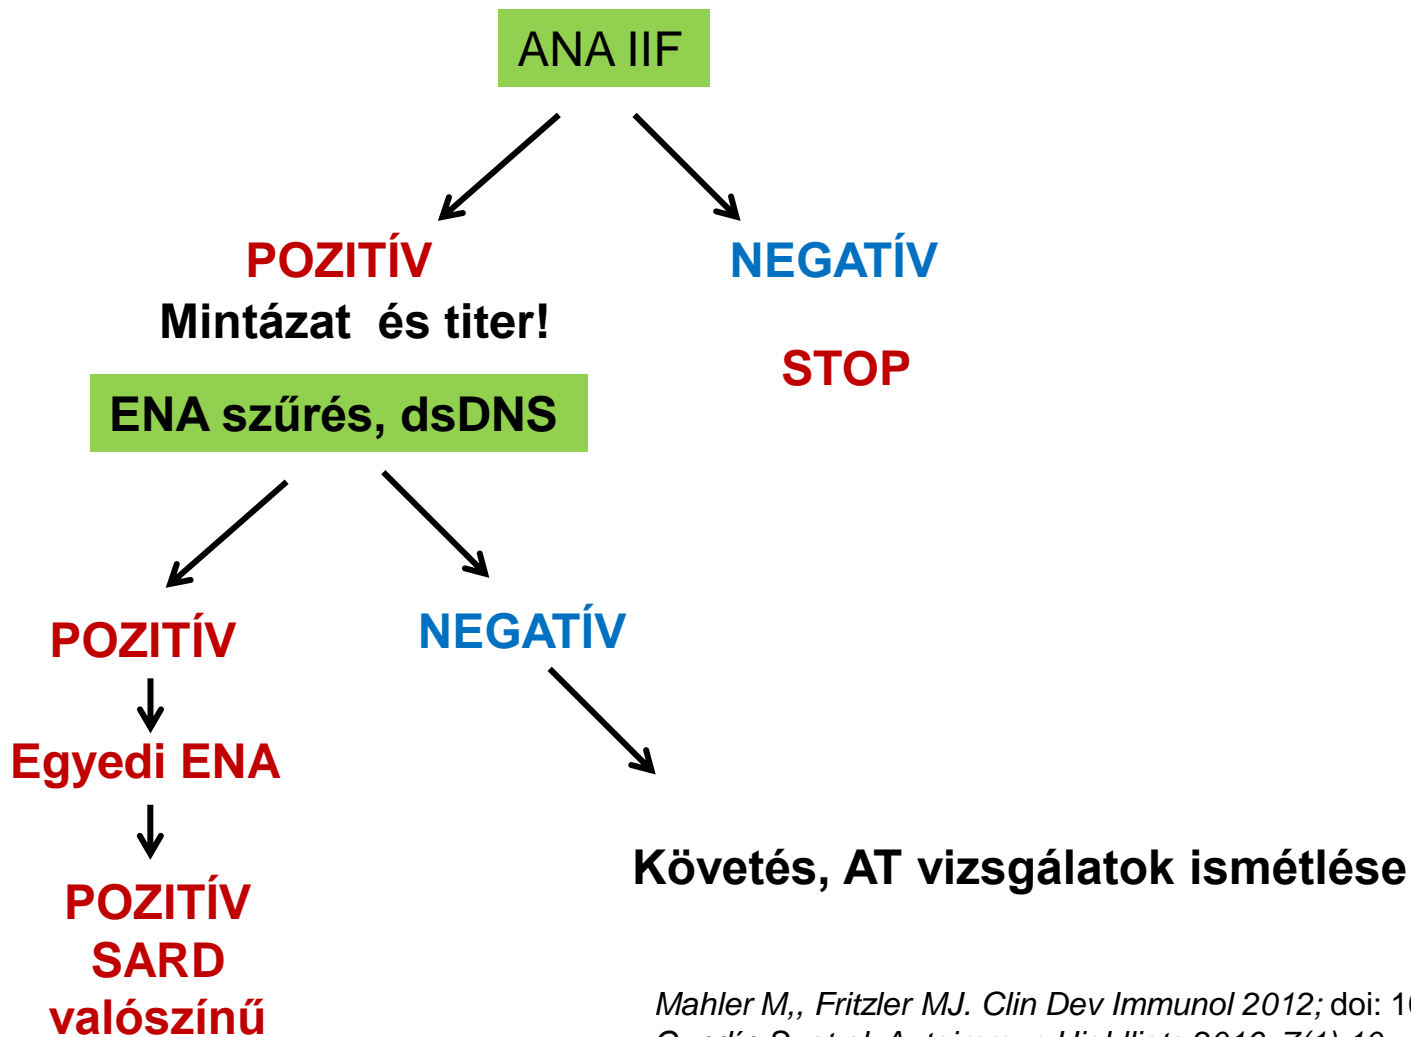 ANA IIF
POZITÍV
NEGATÍV
Mintázat és titer!
STOP
ENA szűrés, dsDNS
POZITÍV
NEGATÍV
Egyedi ENA
Követés, AT vizsgálatok ismétlése
POZITÍV
SARD
valószínű
Mahler M,, Fritzler MJ. Clin Dev Immunol 2012; doi: